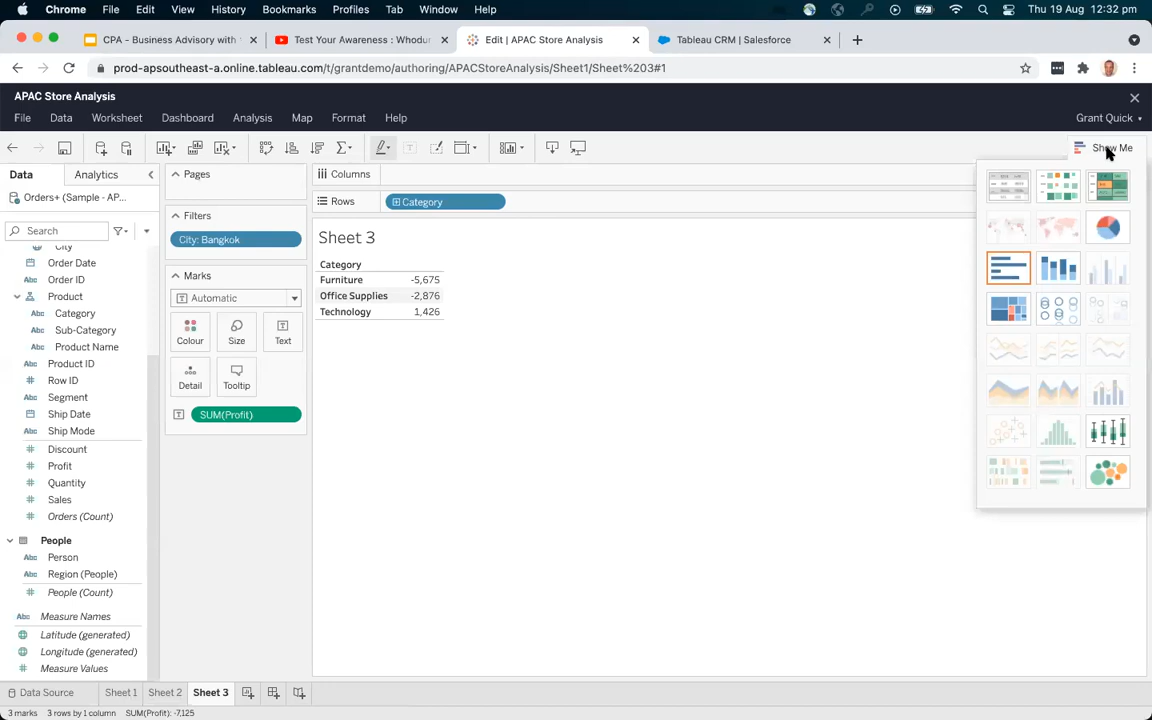 Chrome File Edit View History Bookmarks Profiles Tab Window Help Thu 19 Aug 12:32 pm
CPA – Business Advisory with Test Your Awareness : Whodu Edit | APAC Store Analysis Tableau CRM | Salesforce
prod-apsoutheast-a.online.tableau.com/t/grantdemo/authoring/APACStoreAnalysis/Sheet1/Sheet%203#1
APAC Store Analysis
File Data Worksheet Dashboard Analysis Map Format Help Grant Quick
Show Me
Data Analytics Pages Columns
Orders+ (Sample - AP... Rows Category
Filters
Search City: Bangkok Sheet 3
City
Order Date Category
Order ID Marks Furniture -5,675
Product Automatic Office Supplies -2,876
Category Technology 1,426
Sub-Category Colour Size Text
Product Name
Product ID
Row ID Detail Tooltip
Segment
Ship Date SUM(Profit)
Ship Mode
Discount
Profit
Quantity
Sales
Orders (Count)
People
Person
Region (People)
People (Count)
Measure Names
Latitude (generated)
Longitude (generated)
Measure Values
Data Source Sheet 1 Sheet 2 Sheet 3
3 marks 3 rows by 1 column SUM(Profit): -7,125